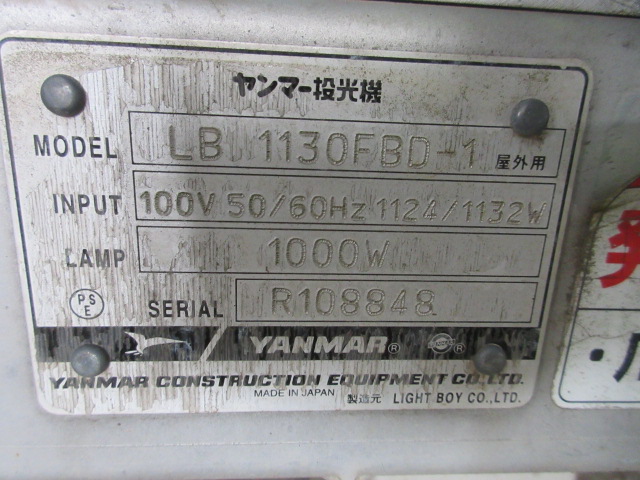 ヤンマー投光機
MODEL LB 1130FBD-1 屋外用
INPUT 100V 50/60Hz 1124/1132W
LAMP 1000W
PSE SERIAL R108848
YANMAR®
YANMAR CONSTRUCTION EQUIPMENT CO.,LTD.
MADE IN JAPAN 製造元 LIGHT BOY CO.,LTD.